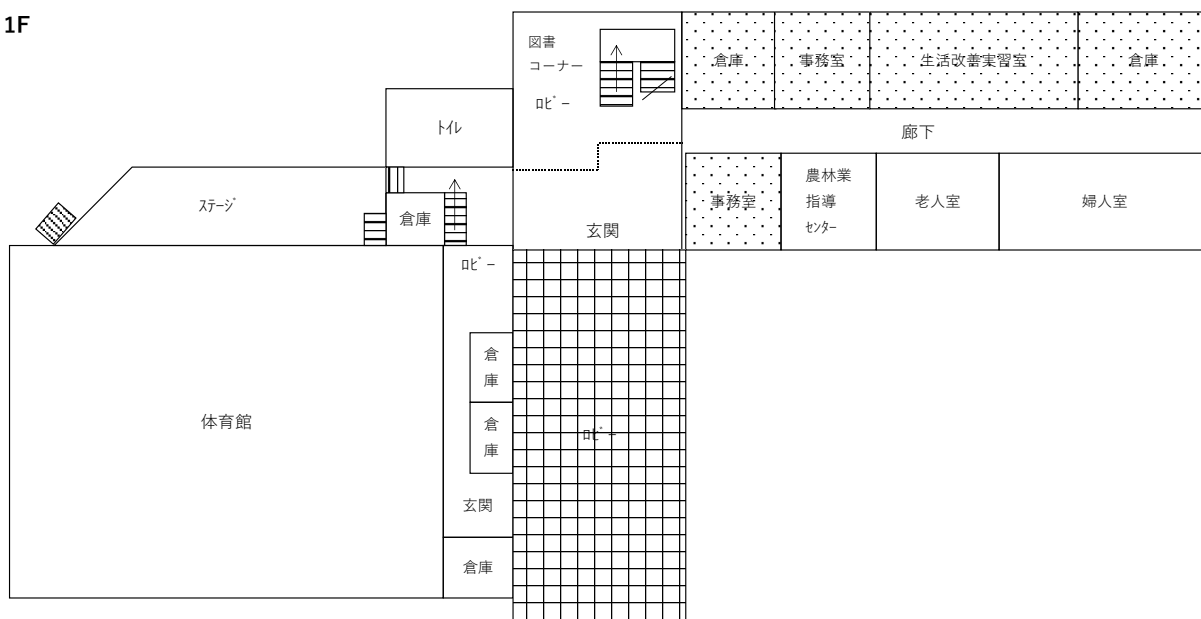 1F
図書
コーナー
ﾛﾋﾞｰ
倉庫
事務室
生活改善実習室
倉庫
ﾄｲﾚ
廊下
ｽﾃｰｼﾞ
倉庫
事務室
農林業
指導
ｾﾝﾀｰ
老人室
婦人室
玄関
ﾛﾋﾞｰ
倉
庫
倉
庫
体育館
ﾛﾋﾞｰ
玄関
倉庫